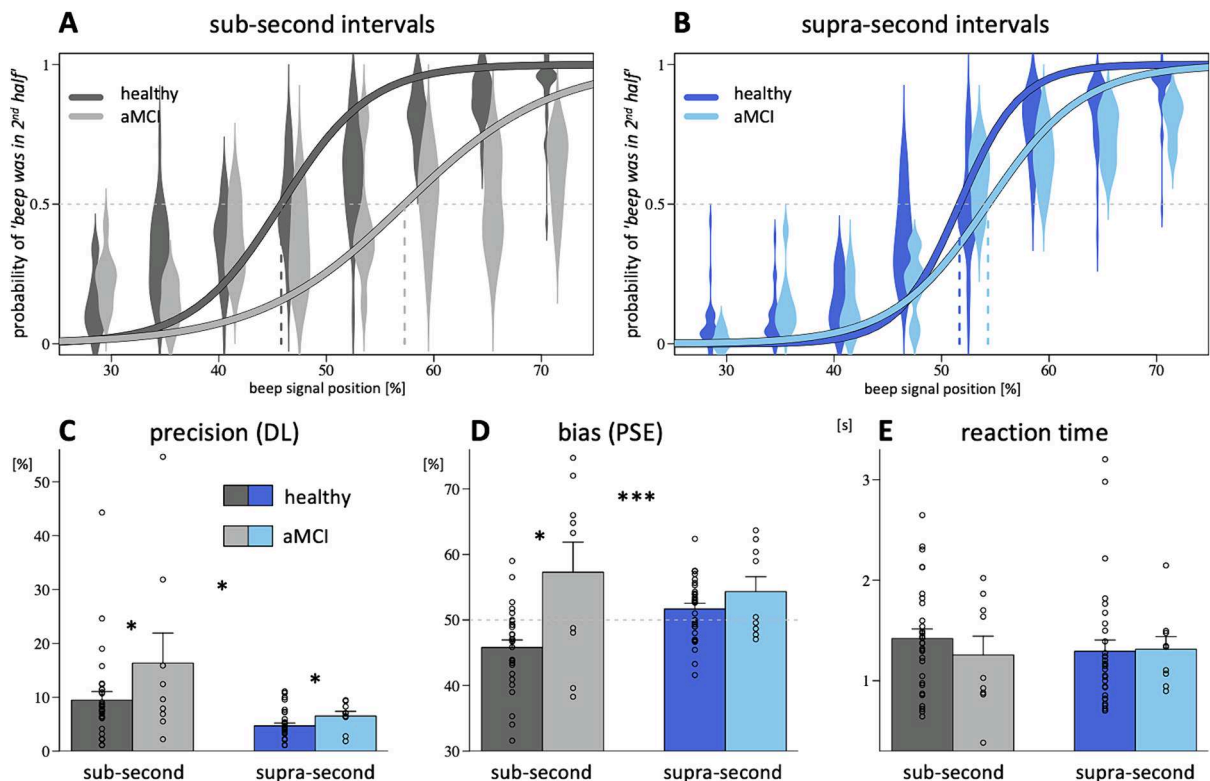 A sub-second intervals
B supra-second intervals
probability of 'beep was in 2nd half'
1
0.5
0
healthy
aMCI
30 40 50 60 70
beep signal position [%]
probability of 'beep was in 2nd half'
1
0.5
0
healthy
aMCI
30 40 50 60 70
beep signal position [%]
C precision (DL)
[%]
50
40
30
20
10
0
healthy
aMCI
*
*
*
sub-second supra-second
D bias (PSE)
[%]
70
60
50
40
30
*
***
sub-second supra-second
[s]
E reaction time
3
2
1
sub-second supra-second